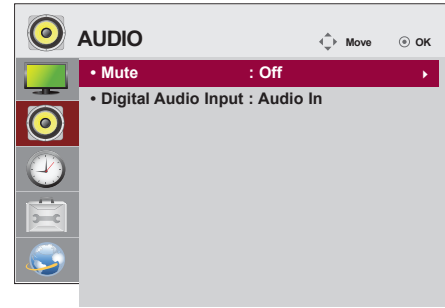 AUDIO
Move
OK
• Mute : Off
• Digital Audio Input : Audio In